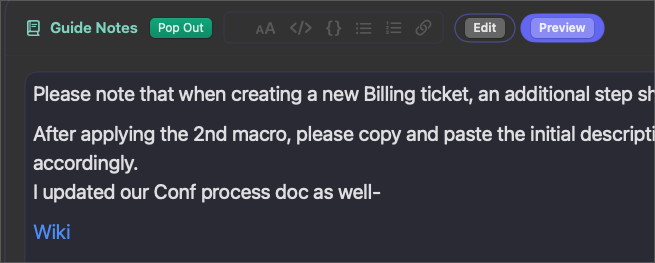 Guide Notes Pop Out AA </> {} Edit Preview
Please note that when creating a new Billing ticket, an additional step sh
After applying the 2nd macro, please copy and paste the initial descripti
accordingly.
I updated our Conf process doc as well-
Wiki